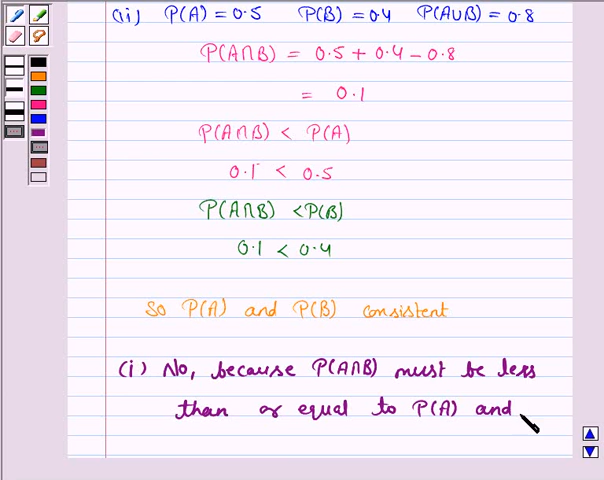 (ii) P(A) = 0.5 P(B) = 0.4 P(A∪B) = 0.8
P(A∩B) = 0.5 + 0.4 - 0.8
= 0.1
P(A∩B) < P(A)
0.1 < 0.5
P(A∩B) < P(B)
0.1 < 0.4
So P(A) and P(B) consistent
(i) No, because P(A∩B) must be less
than or equal to P(A) and